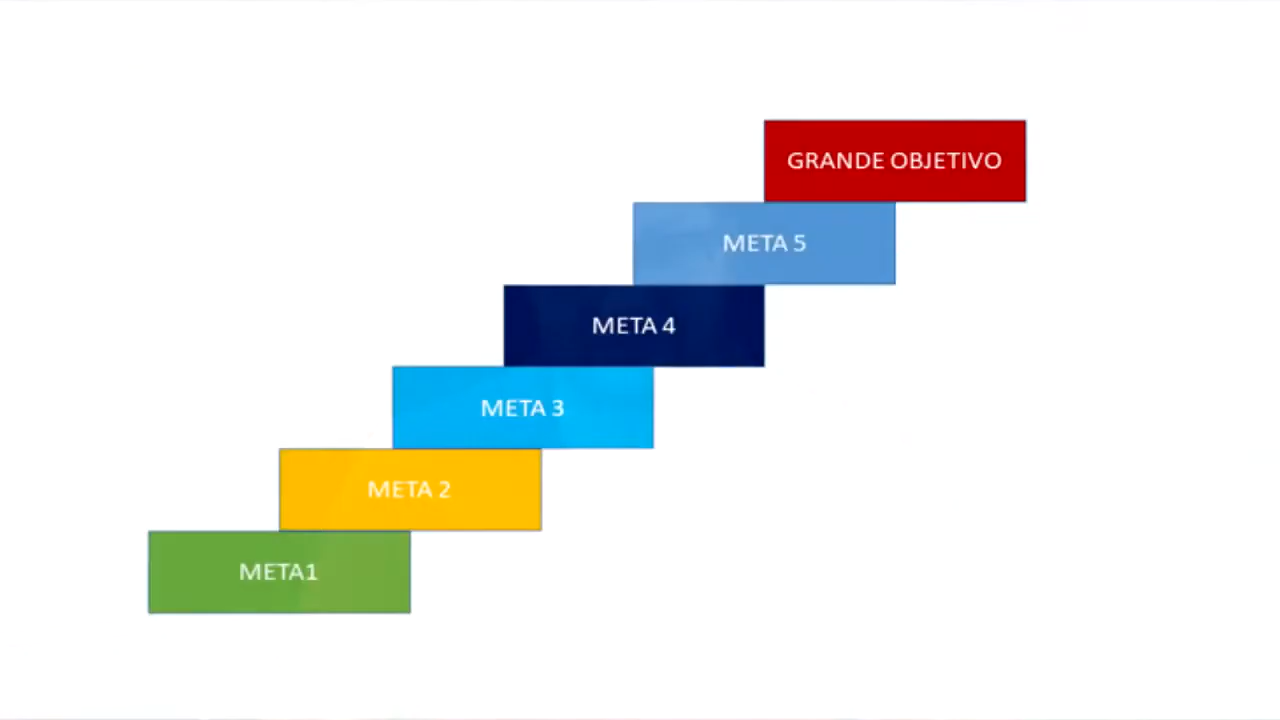 GRANDE OBJETIVO
META 5
META 4
META 3
META 2
META1